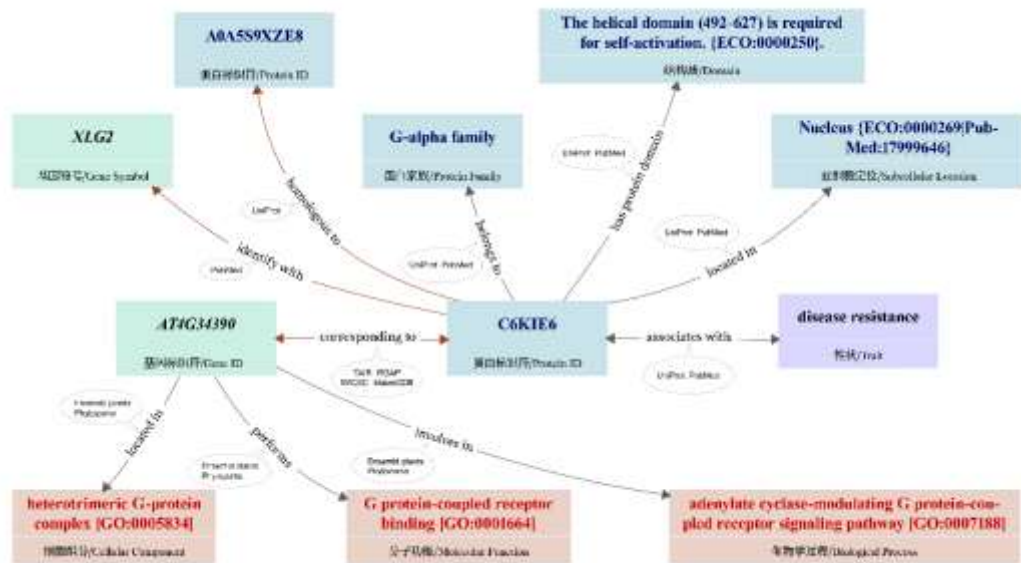 A0A5S9XZE8
蛋白标识符/Protein ID
The helical domain (492-627) is required
for self-activation. {ECO:0000250}.
结构域/Domain
XLG2
基因符号/Gene Symbol
G-alpha family
蛋白家族/Protein Family
Nucleus {ECO:0000269|Pub-
Med:17999646}
亚细胞定位/Subcellular Location
UniProt PubMed
has protein domain
homologous to
UniProt
identify with
PubMed
belongs to
UniProt PubMed
UniProt PubMed
located in
AT4G34390
基因标识符/Gene ID
corresponding to
C6KIE6
蛋白标识符/Protein ID
associates with
UniProt PubMed
disease resistance
性状/Trait
located in
performs
involves in
Ensembl plants
Phytozome
heterotrimeric G-protein
complex [GO:0005834]
细胞组分/Cellular Component
G protein-coupled receptor
binding [GO:0001664]
分子功能/Molecular Function
adenylate cyclase-modulating G protein-cou-
pled receptor signaling pathway [GO:0007188]
生物学过程/Biological Process